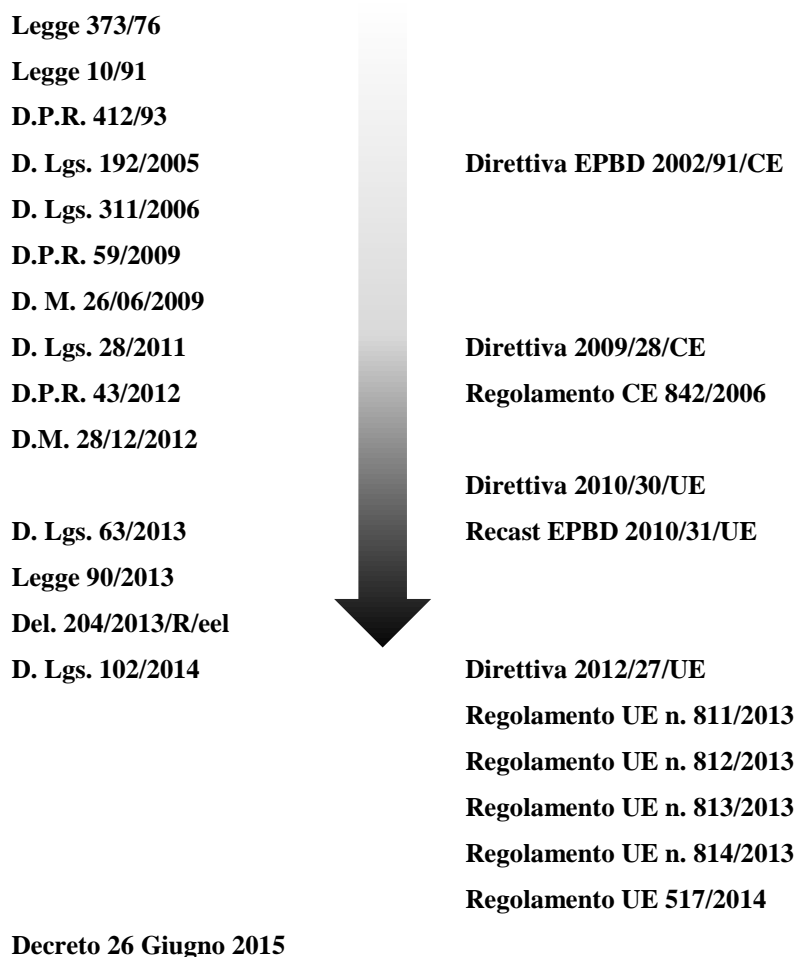 Legge 373/76
Legge 10/91
D.P.R. 412/93
D. Lgs. 192/2005 Direttiva EPBD 2002/91/CE
D. Lgs. 311/2006
D.P.R. 59/2009
D. M. 26/06/2009
D. Lgs. 28/2011 Direttiva 2009/28/CE
D.P.R. 43/2012 Regolamento CE 842/2006
D.M. 28/12/2012
Direttiva 2010/30/UE
D. Lgs. 63/2013 Recast EPBD 2010/31/UE
Legge 90/2013
Del. 204/2013/R/eel
D. Lgs. 102/2014 Direttiva 2012/27/UE
Regolamento UE n. 811/2013
Regolamento UE n. 812/2013
Regolamento UE n. 813/2013
Regolamento UE n. 814/2013
Regolamento UE 517/2014
Decreto 26 Giugno 2015